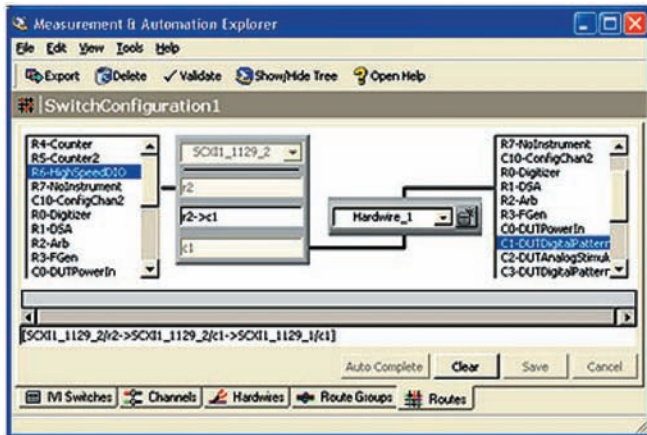 Measurement & Automation Explorer
File Edit View Tools Help
Export Delete Validate Show/Hide Tree Open Help
SwitchConfiguration1
R4-Counter
R5-Counter2
R6-HighSpeedDIO
R7-NoInstrument
C10-ConfigChan2
R0-Digitizer
R1-DSA
R2-Arb
R3-FGen
C0-DUTPowerIn
SCXI1_1129_2
r2
r2->c1
c1
Hardwire_1
R7-NoInstrument
C10-ConfigChan2
R0-Digitizer
R1-DSA
R2-Arb
R3-FGen
C0-DUTPowerIn
C1-DUTDigitalPattern
C2-DUTAnalogStimuk
C3-DUTDigitalPattern
[SCXI1_1129_2/r2->SCXI1_1129_2/c1->SCXI1_1129_1/c1]
Auto Complete Clear Save Cancel
IVI Switches Channels Hardwires Route Groups Routes